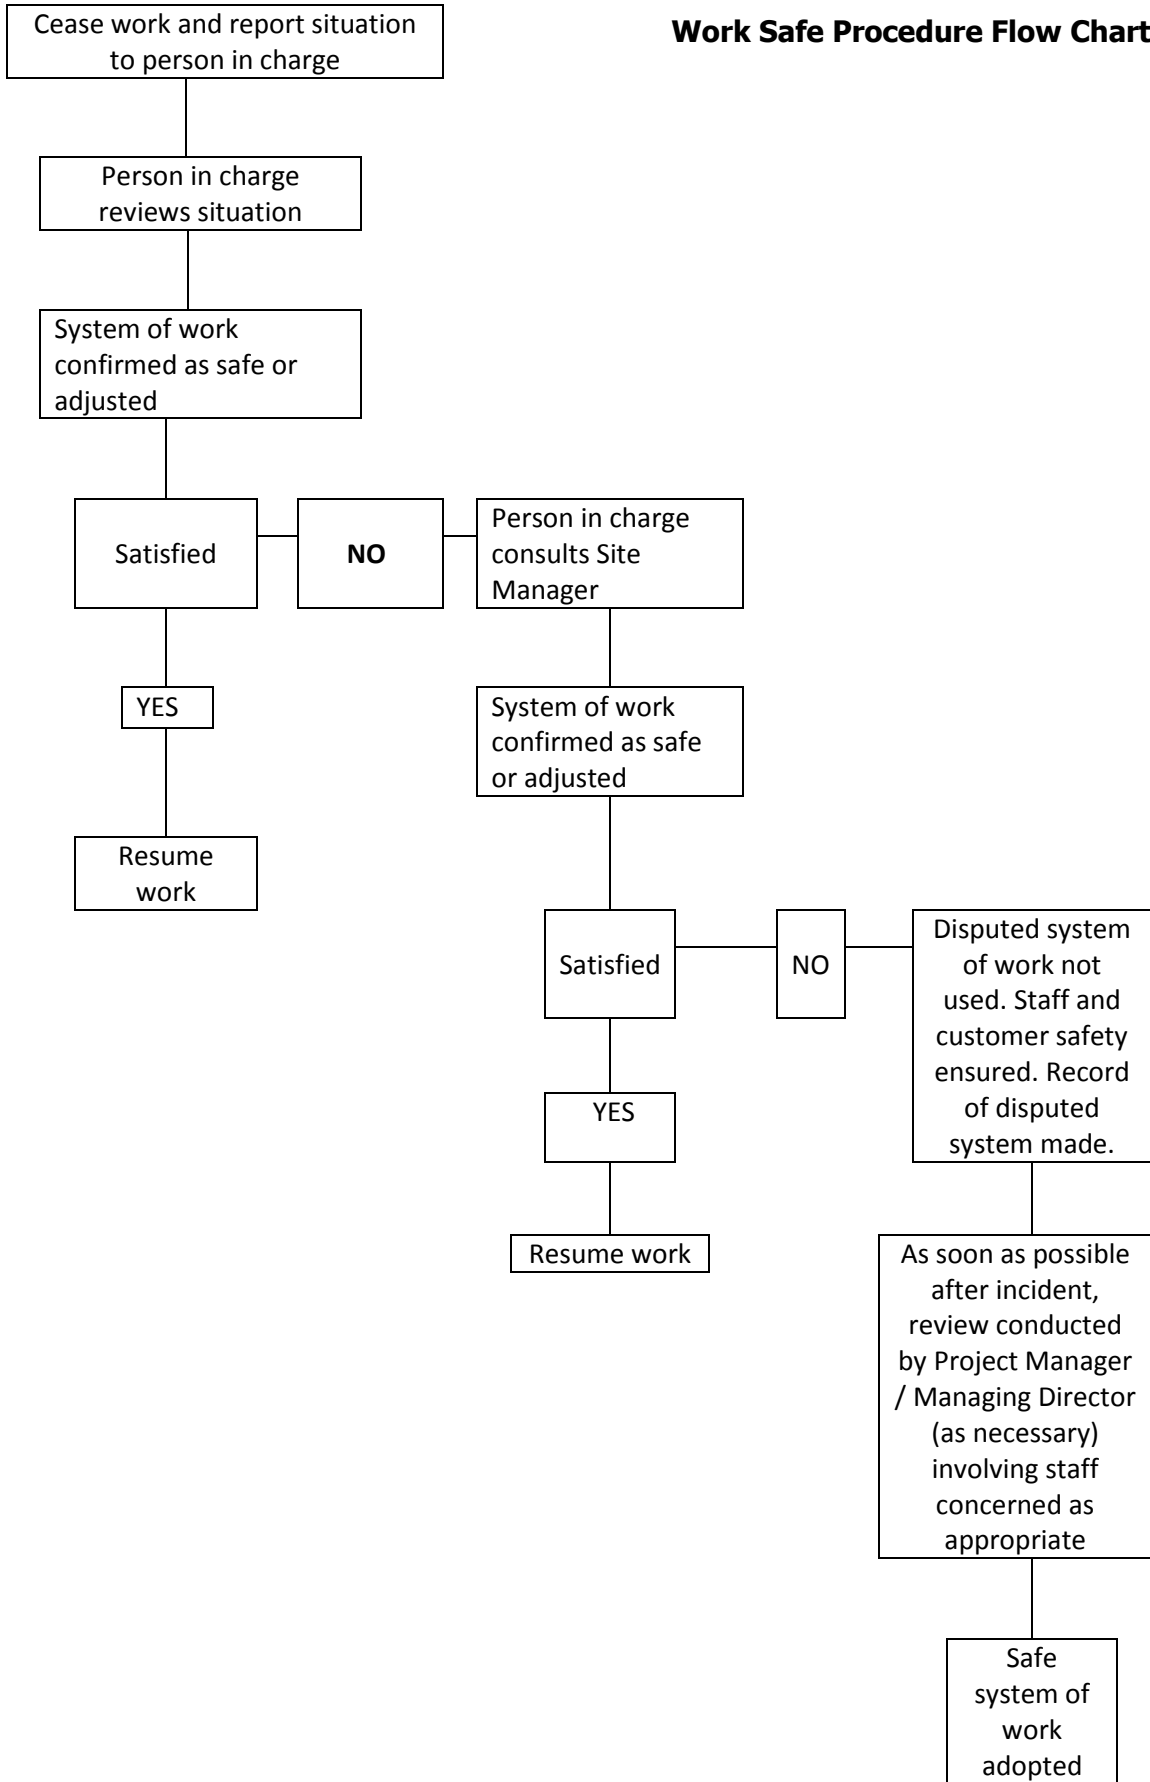 Work Safe Procedure Flow Chart
Cease work and report situation
to person in charge
Person in charge
reviews situation
System of work
confirmed as safe or
adjusted
Satisfied
NO
Person in charge
consults Site
Manager
YES
System of work
confirmed as safe
or adjusted
Resume
work
Satisfied
NO
Disputed system
of work not
used. Staff and
customer safety
ensured. Record
of disputed
system made.
YES
Resume work
As soon as possible
after incident,
review conducted
by Project Manager
/ Managing Director
(as necessary)
involving staff
concerned as
appropriate
Safe
system of
work
adopted